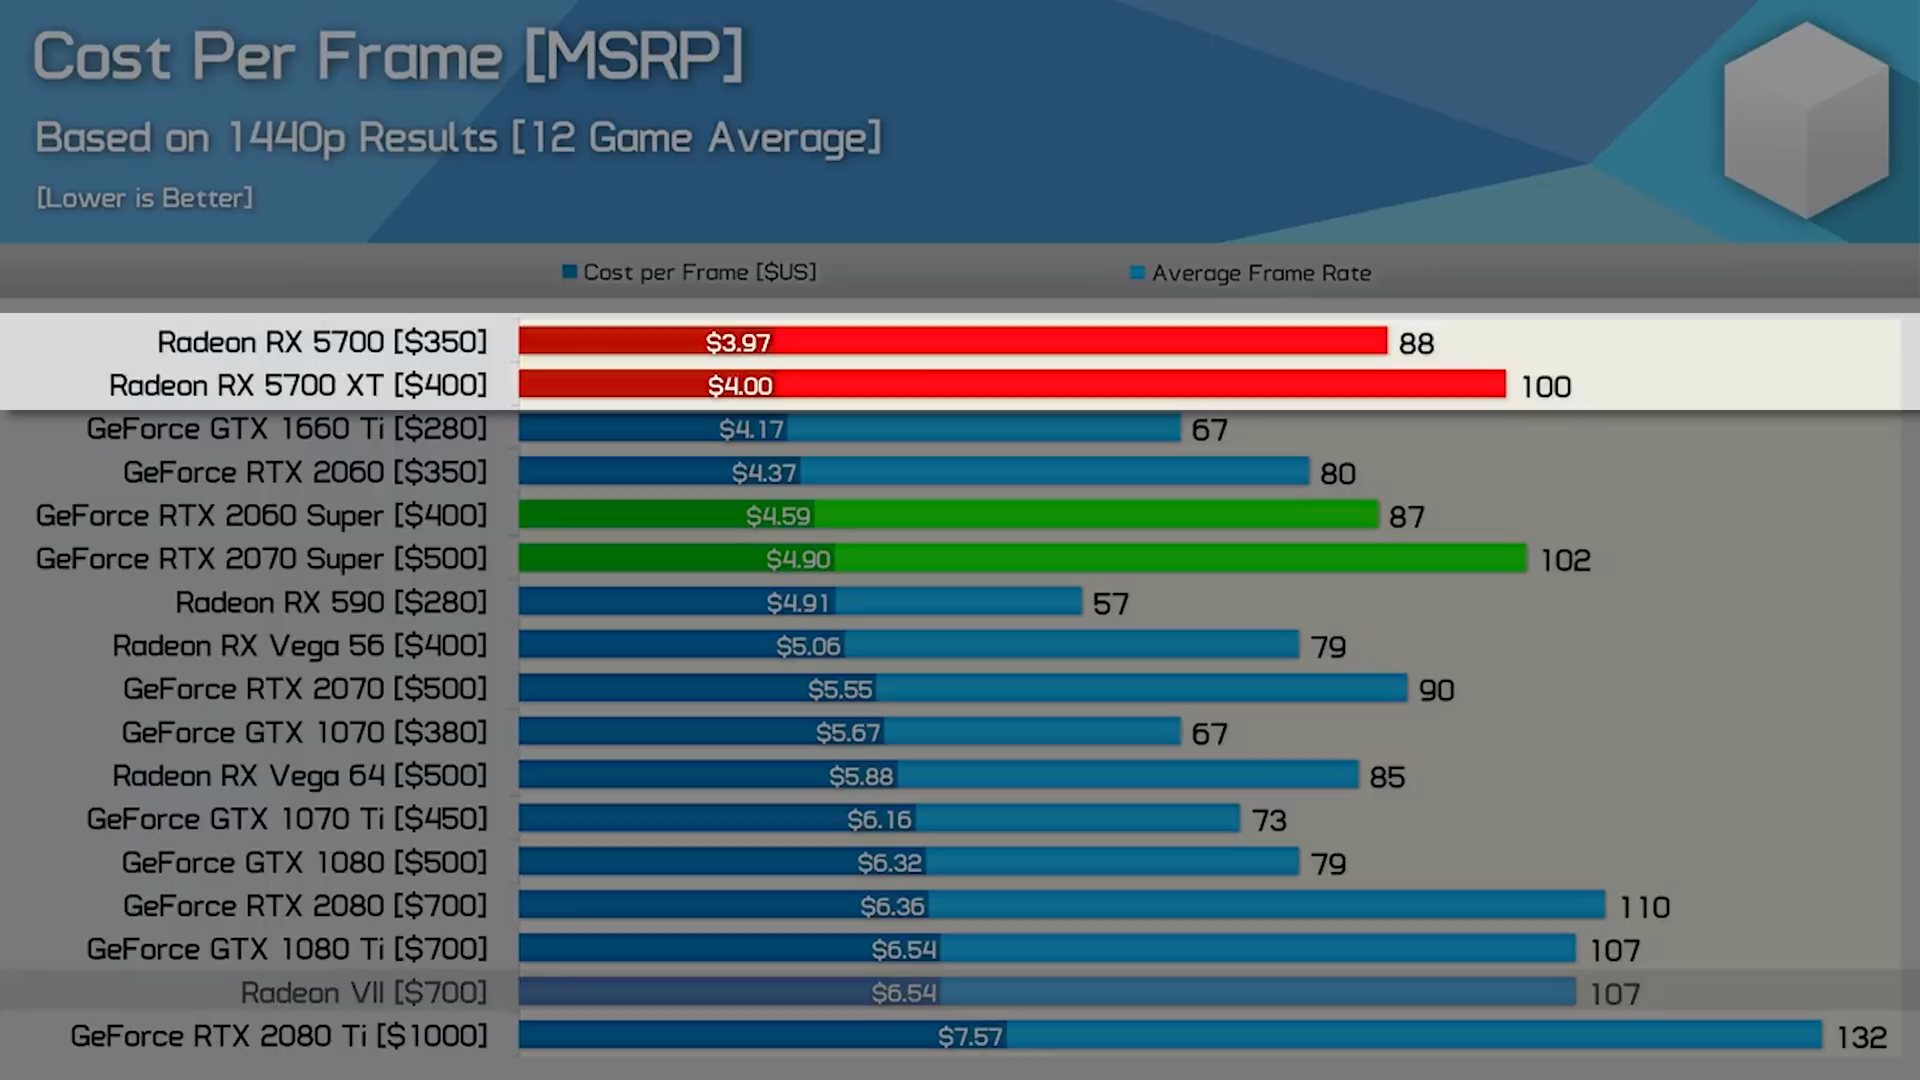 Cost Per Frame [MSRP]
Based on 1440p Results [12 Game Average]
[Lower is Better]
Cost per Frame [$US] Average Frame Rate
Radeon RX 5700 [$350] $3.97 88
Radeon RX 5700 XT [$400] $4.00 100
GeForce GTX 1660 Ti [$280] $4.17 67
GeForce RTX 2060 [$350] $4.37 80
GeForce RTX 2060 Super [$400] $4.59 87
GeForce RTX 2070 Super [$500] $4.90 102
Radeon RX 590 [$280] $4.91 57
Radeon RX Vega 56 [$400] $5.06 79
GeForce RTX 2070 [$500] $5.55 90
GeForce GTX 1070 [$380] $5.67 67
Radeon RX Vega 64 [$500] $5.88 85
GeForce GTX 1070 Ti [$450] $6.16 73
GeForce GTX 1080 [$500] $6.32 79
GeForce RTX 2080 [$700] $6.36 110
GeForce GTX 1080 Ti [$700] $6.54 107
Radeon VII [$700] $6.54 107
GeForce RTX 2080 Ti [$1000] $7.57 132